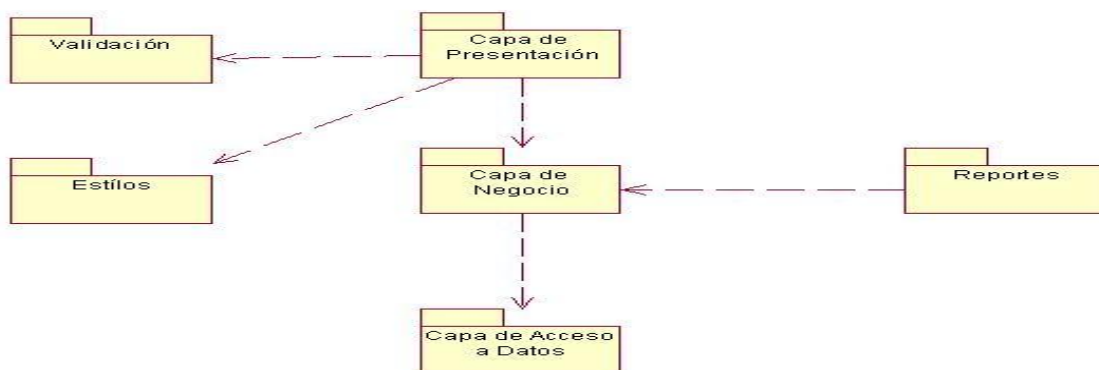 Validación
Capa de
Presentación
Estílos
Capa de
Negocio
Reportes
Capa de Acceso
a Datos